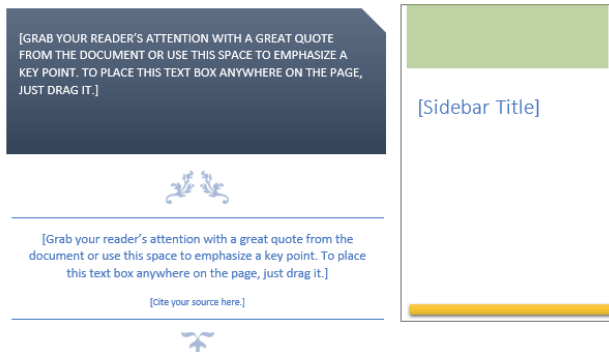 [GRAB YOUR READER’S ATTENTION WITH A GREAT QUOTE
FROM THE DOCUMENT OR USE THIS SPACE TO EMPHASIZE A
KEY POINT. TO PLACE THIS TEXT BOX ANYWHERE ON THE PAGE,
JUST DRAG IT.]
[Grab your reader’s attention with a great quote from the
document or use this space to emphasize a key point. To place
this text box anywhere on the page, just drag it.]
[Cite your source here.]
[Sidebar Title]